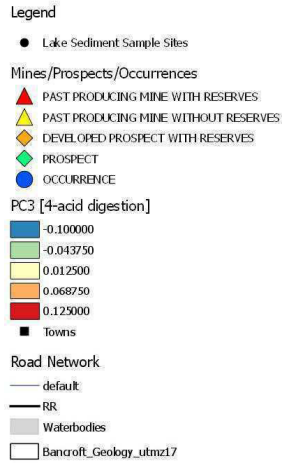 Legend
Lake Sediment Sample Sites
Mines/Prospects/Occurrences
PAST PRODUCING MINE WITH RESERVES
PAST PRODUCING MINE WITHOUT RESERVES
DEVELOPED PROSPECT WITH RESERVES
PROSPECT
OCCURRENCE
PC3 [4-acid digestion]
-0.100000
-0.043750
0.012500
0.068750
0.125000
Towns
Road Network
default
RR
Waterbodies
Bancroft_Geology_utmz17